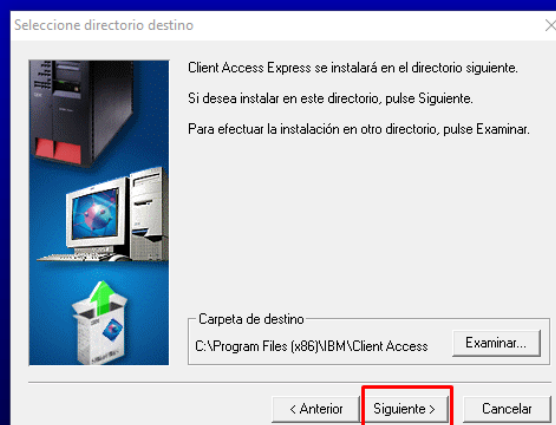 Seleccione directorio destino
Client Access Express se instalará en el directorio siguiente.
Si desea instalar en este directorio, pulse Siguiente.
Para efectuar la instalación en otro directorio, pulse Examinar.
Carpeta de destino
C:\Program Files (x86)\IBM\Client Access
Examinar...
< Anterior
Siguiente >
Cancelar